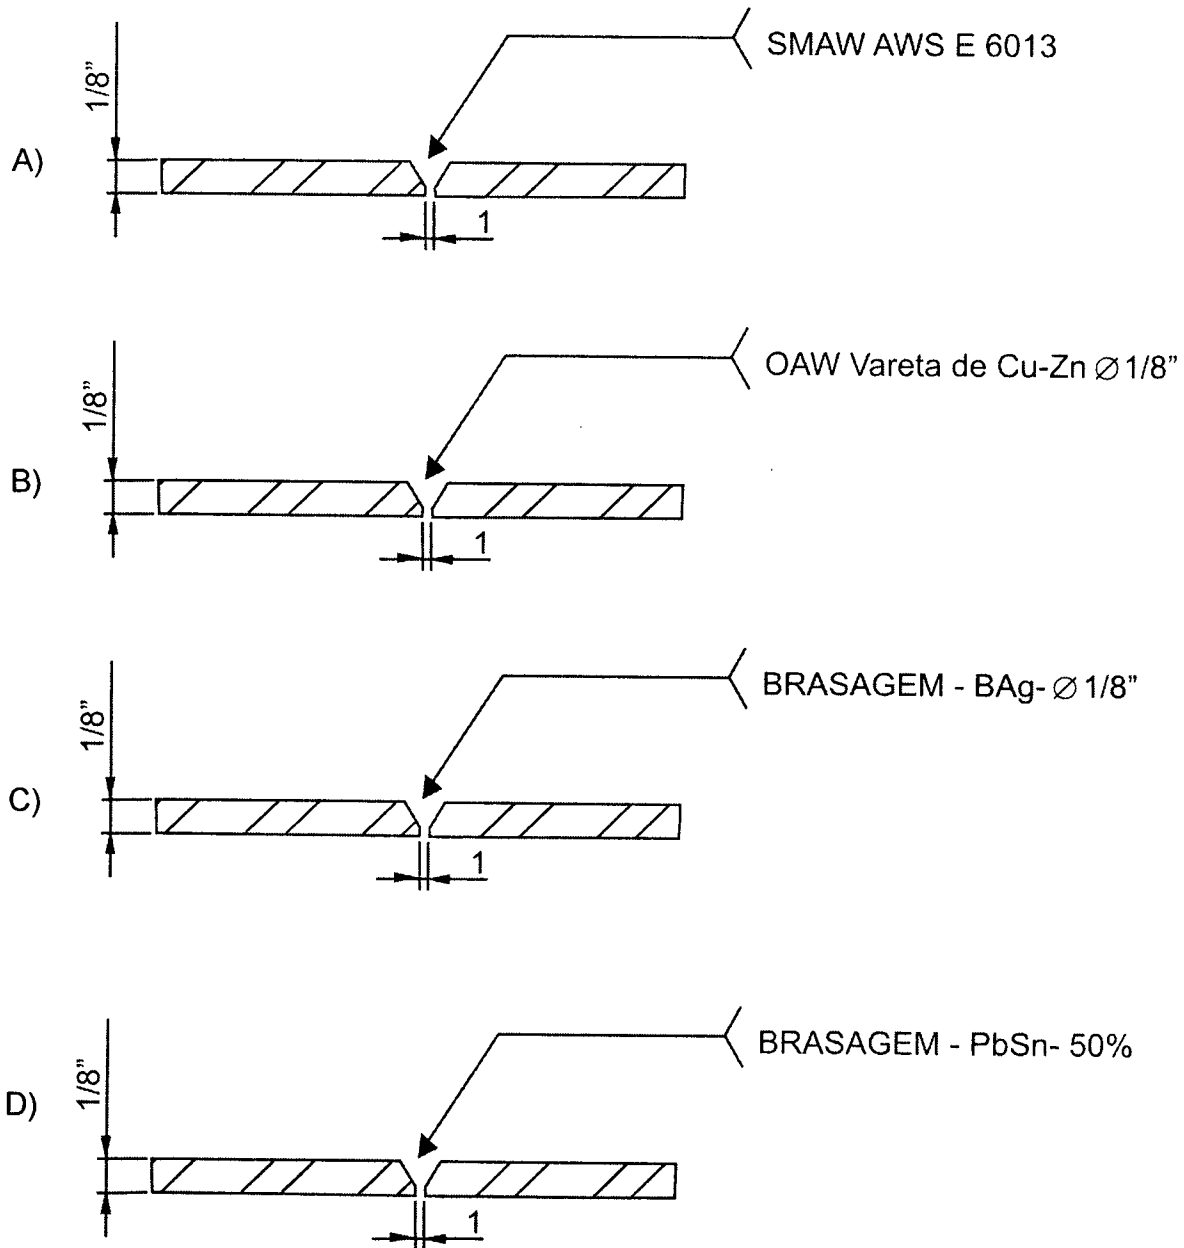 SMAW AWS E 6013
1/8”
A)
1
OAW Vareta de Cu-Zn ∅ 1/8”
1/8”
B)
1
BRASAGEM - BAg- ∅ 1/8”
1/8”
C)
1
BRASAGEM - PbSn- 50%
1/8”
D)
1